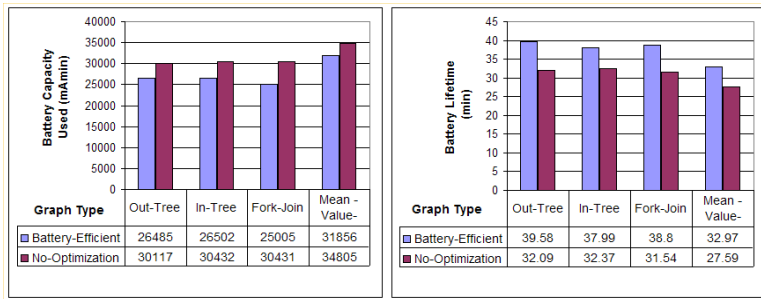 Battery Capacity
Used (mAmin)
40000
35000
30000
25000
20000
15000
10000
5000
0
Graph Type
Out-Tree
In-Tree
Fork-Join
Mean -
Value-
Battery-Efficient 26485 26502 25005 31856
No-Optimization 30117 30432 30431 34805
Battery Lifetime
(min)
45
40
35
30
25
20
15
10
5
0
Graph Type
Out-Tree
In-Tree
Fork-Join
Mean -
Value-
Battery-Efficient 39.58 37.99 38.8 32.97
No-Optimization 32.09 32.37 31.54 27.59